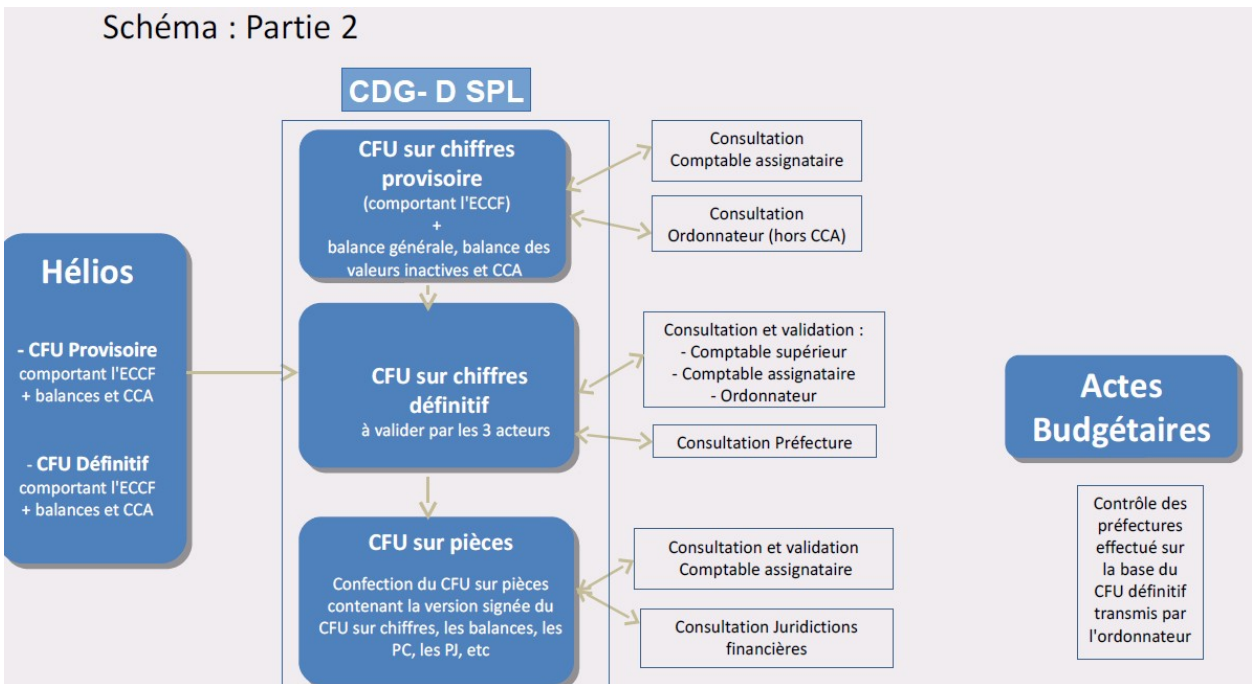 Schéma : Partie 2
CDG- D SPL
Hélios
- CFU Provisoire
comportant l'ECCF
+ balances et CCA
- CFU Définitif
comportant l'ECCF
+ balances et CCA
CFU sur chiffres
provisoire
(comportant l'ECCF)
+
balance générale, balance des
valeurs inactives et CCA
Consultation
Comptable assignataire
Consultation
Ordonnateur (hors CCA)
CFU sur chiffres
définitif
à valider par les 3 acteurs
Consultation et validation :
- Comptable supérieur
- Comptable assignataire
- Ordonnateur
Consultation Préfecture
CFU sur pièces
Confection du CFU sur pièces
contenant la version signée du
CFU sur chiffres, les balances, les
PC, les PJ, etc
Consultation et validation
Comptable assignataire
Consultation Juridictions
financières
Actes
Budgétaires
Contrôle des
préfectures
effectué sur
la base du
CFU définitif
transmis par
l'ordonnateur